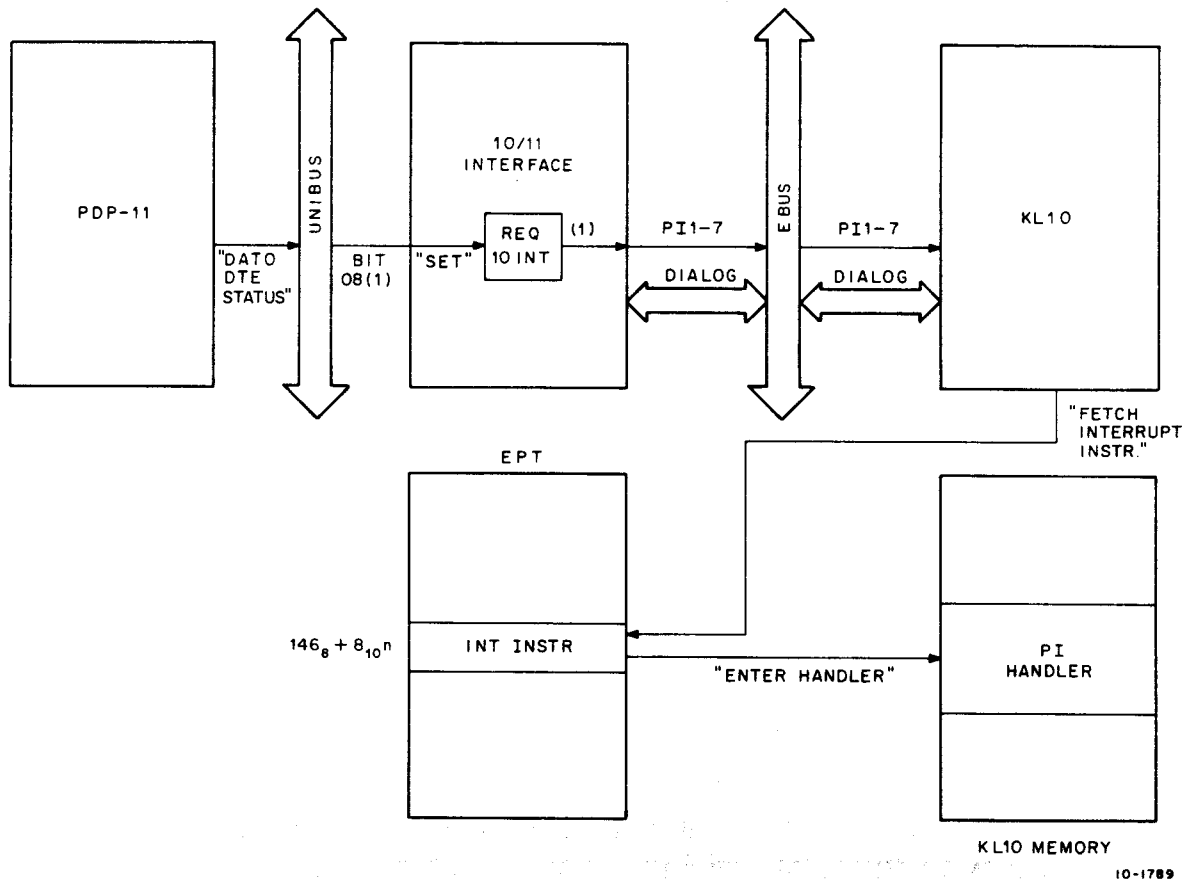 PDP-11
"DATO
DTE
STATUS"
UNIBUS
BIT
08(1)
10/11
INTERFACE
"SET"
REQ
10 INT
(1)
PI1-7
DIALOG
EBUS
PI1-7
DIALOG
KL10
"FETCH
INTERRUPT
INSTR."
EPT
146₈ + 8₁₀n
INT INSTR
"ENTER HANDLER"
PI
HANDLER
KL10 MEMORY
10-1789